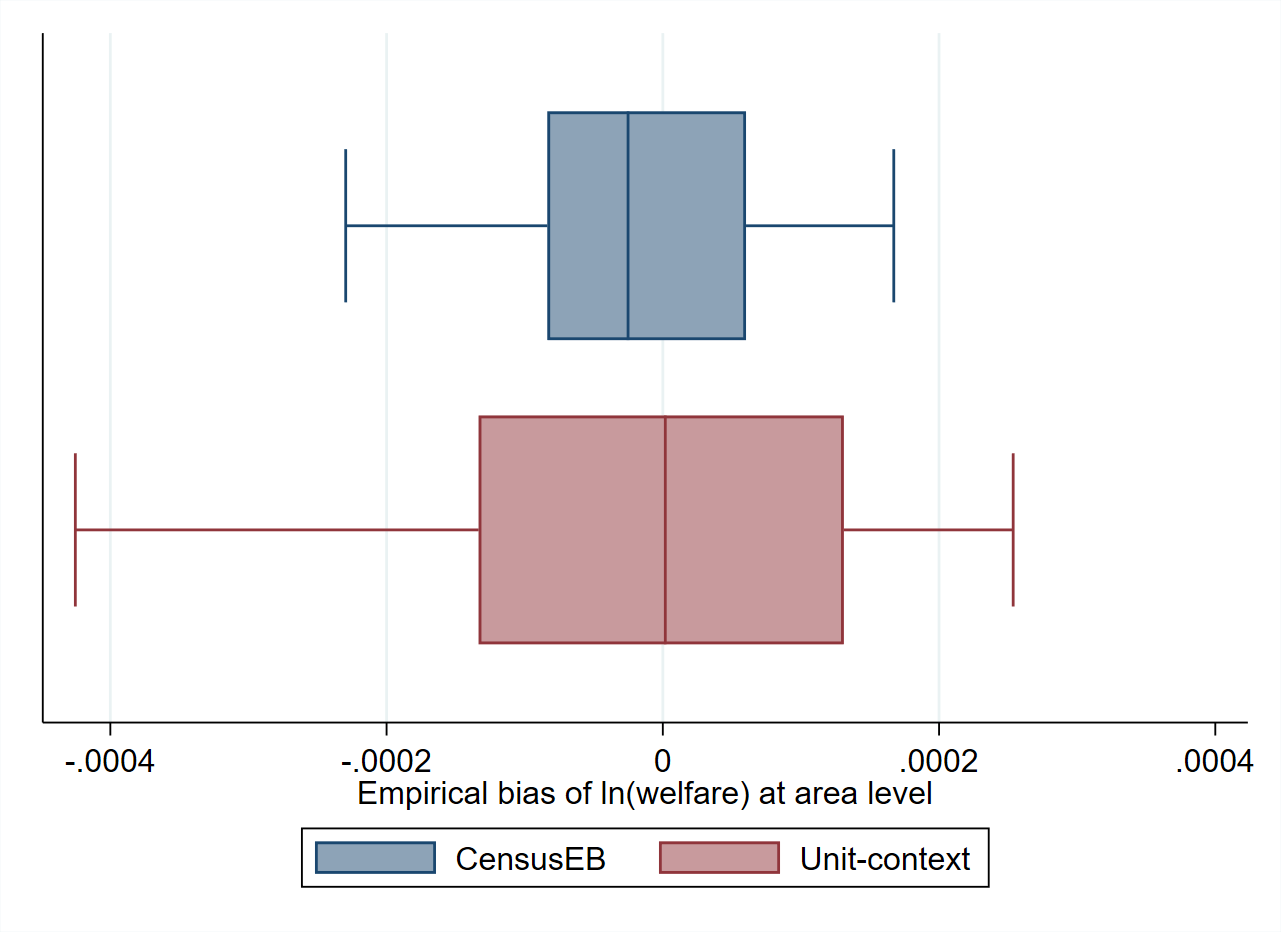 -.0004 -.0002 0 .0002 .0004
Empirical bias of ln(welfare) at area level
CensusEB Unit-context